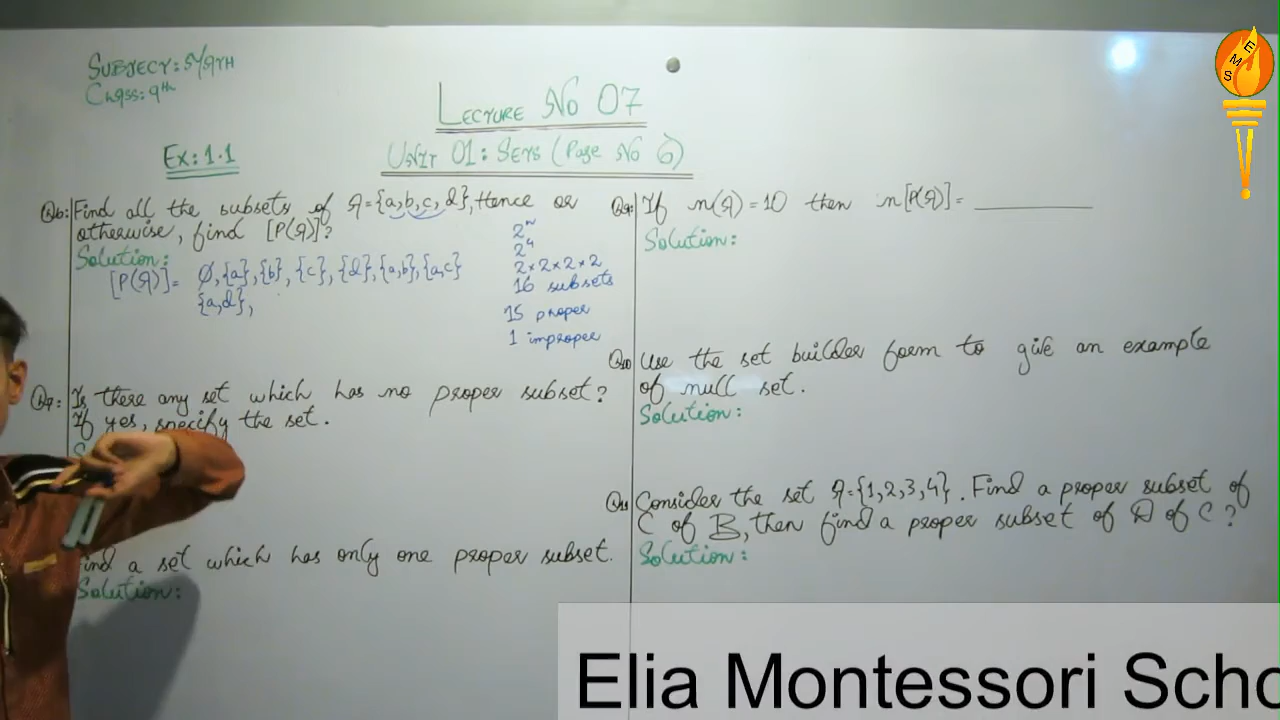 SUBJECY: MATH
Class: 9th
LECTURE No 07
Ex: 1.1
UNIT 01: SETS (Page No 6)
Q6: Find all the subsets of A={a,b,c,d}, Hence or
otherwise, find [P(A)]?
Solution:
[P(A)]= ∅,{a},{b},{c},{d},{a,b},{a,c}
{a,d},
2ⁿ
2⁴
2×2×2×2
16 subsets
15 proper
1 improper
Q7: Is there any set which has no proper subset?
If yes, specify the set.
Find a set which has only one proper subset.
Solution:
Q9: If n(A)=10 then n[P(A)]= ________
Solution:
Q10 Use the set builder form to give an example
of null set.
Solution:
Q11 Consider the set A={1,2,3,4}. Find a proper subset of
C of B, then find a proper subset of D of C?
Solution:
EMS
Elia Montessori Scho